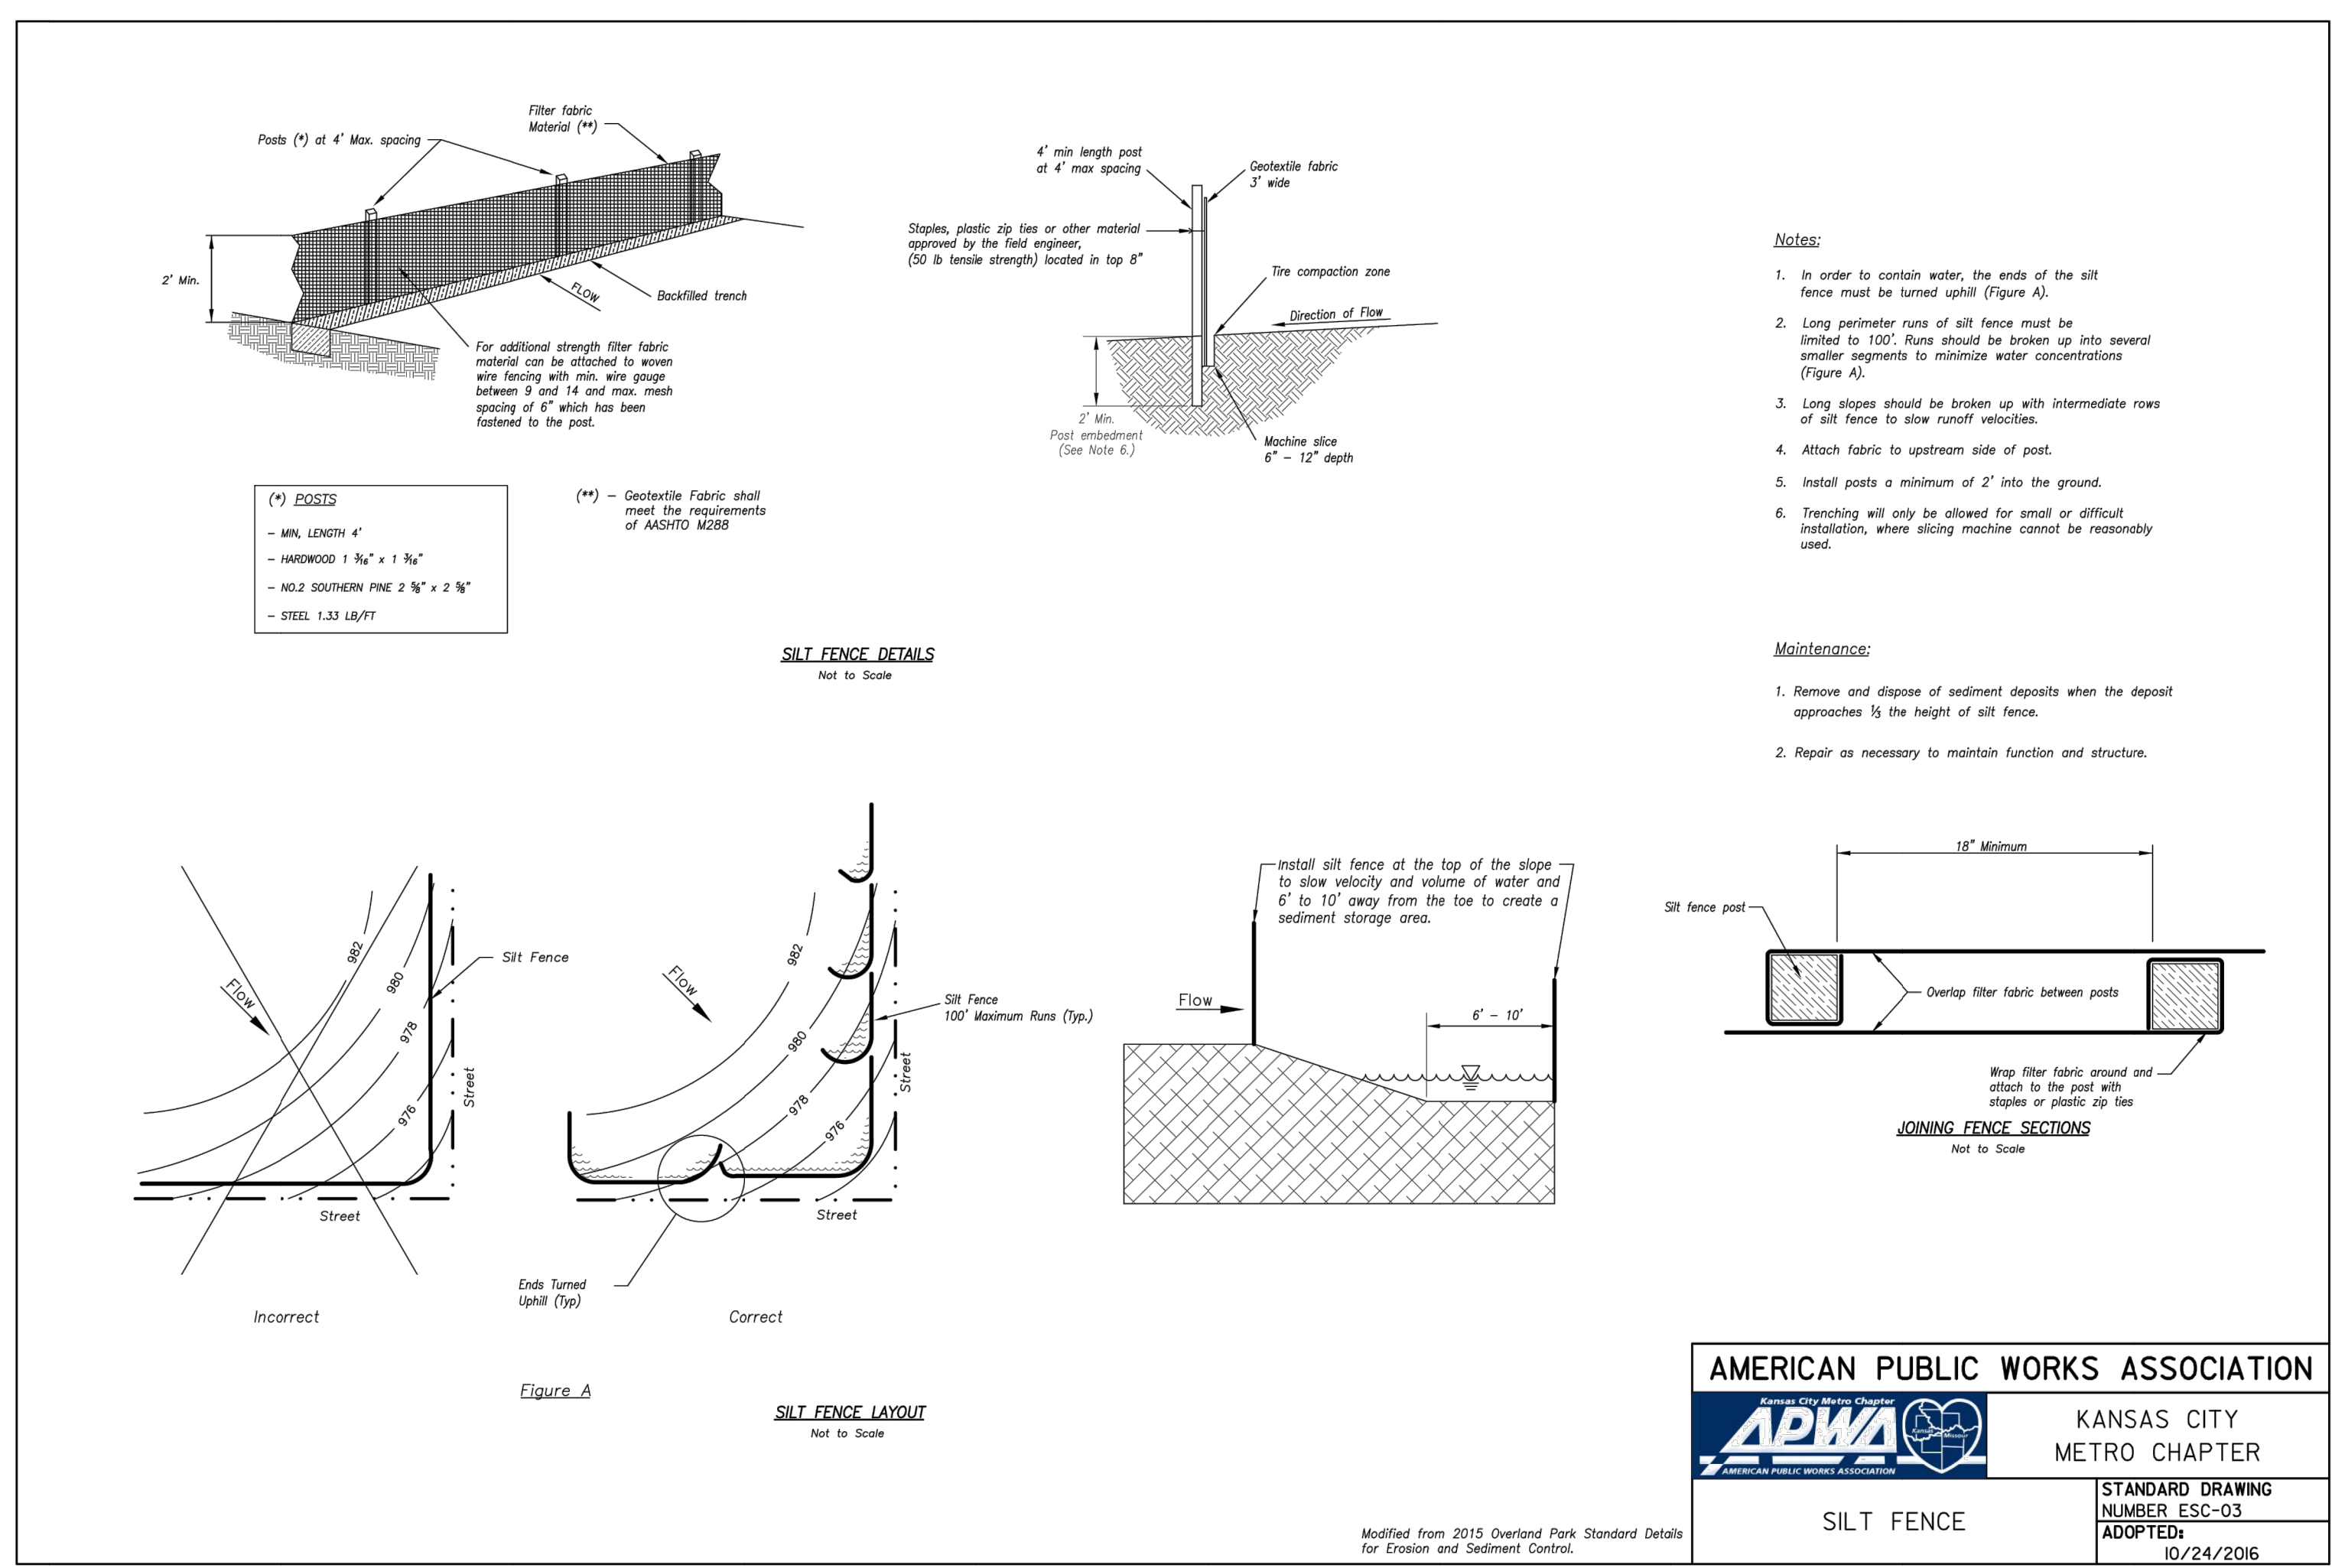 Filter fabric
Material (**)
Posts (*) at 4' Max. spacing
2' Min.
FLOW
Backfilled trench
For additional strength filter fabric
material can be attached to woven
wire fencing with min. wire gauge
between 9 and 14 and max. mesh
spacing of 6" which has been
fastened to the post.
4' min length post
at 4' max spacing
Geotextile fabric
3' wide
Staples, plastic zip ties or other material
approved by the field engineer,
(50 lb tensile strength) located in top 8"
Tire compaction zone
Direction of Flow
2' Min.
Post embedment
(See Note 6.)
Machine slice
6" - 12" depth
(*) POSTS
- MIN, LENGTH 4'
- HARDWOOD 1 3/16" x 1 3/16"
- NO.2 SOUTHERN PINE 2 5/8" x 2 5/8"
- STEEL 1.33 LB/FT
(**) - Geotextile Fabric shall
meet the requirements
of AASHTO M288
SILT FENCE DETAILS
Not to Scale
Notes:
1. In order to contain water, the ends of the silt
fence must be turned uphill (Figure A).
2. Long perimeter runs of silt fence must be
limited to 100'. Runs should be broken up into several
smaller segments to minimize water concentrations
(Figure A).
3. Long slopes should be broken up with intermediate rows
of silt fence to slow runoff velocities.
4. Attach fabric to upstream side of post.
5. Install posts a minimum of 2' into the ground.
6. Trenching will only be allowed for small or difficult
installation, where slicing machine cannot be reasonably
used.
Maintenance:
1. Remove and dispose of sediment deposits when the deposit
approaches 1/3 the height of silt fence.
2. Repair as necessary to maintain function and structure.
982
980
978
976
Flow
Silt Fence
Street
Street
Incorrect
982
980
978
976
Flow
Silt Fence
100' Maximum Runs (Typ.)
Street
Street
Ends Turned
Uphill (Typ)
Correct
Figure A
SILT FENCE LAYOUT
Not to Scale
Install silt fence at the top of the slope
to slow velocity and volume of water and
6' to 10' away from the toe to create a
sediment storage area.
Flow
6' - 10'
18" Minimum
Silt fence post
Overlap filter fabric between posts
Wrap filter fabric around and
attach to the post with
staples or plastic zip ties
JOINING FENCE SECTIONS
Not to Scale
Modified from 2015 Overland Park Standard Details
for Erosion and Sediment Control.
AMERICAN PUBLIC WORKS ASSOCIATION
Kansas City Metro Chapter
APWA
Kansas
Missouri
AMERICAN PUBLIC WORKS ASSOCIATION
KANSAS CITY
METRO CHAPTER
SILT FENCE
STANDARD DRAWING
NUMBER ESC-03
ADOPTED:
10/24/2016